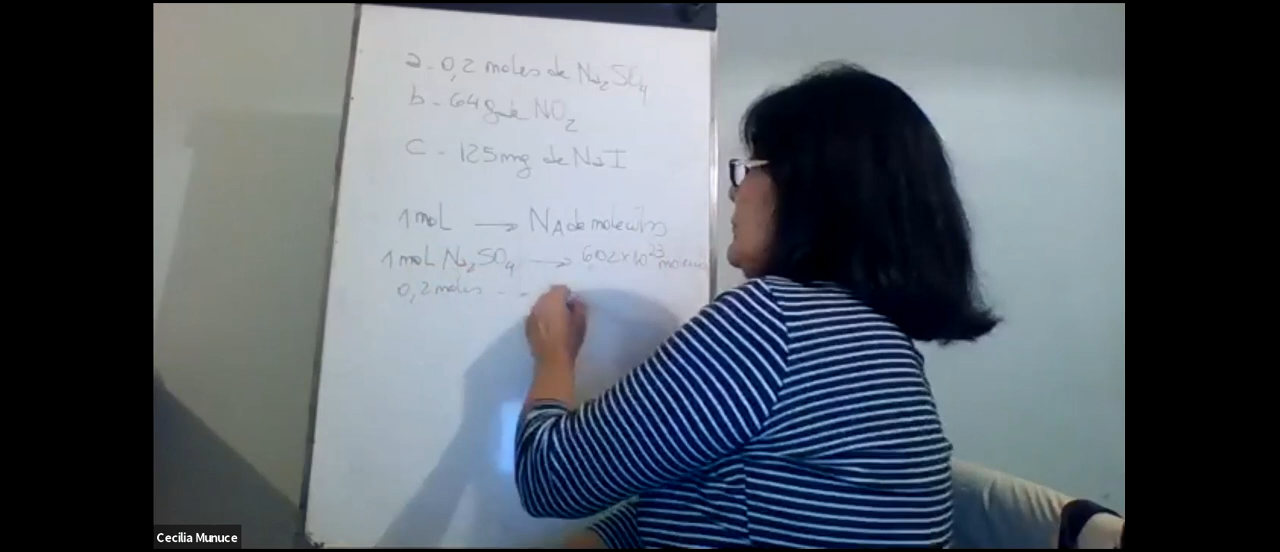 a - 0,2 moles de Na₂SO₄
b - 64 g de NO₂
c - 125 mg de NaI
1 mol → NA de moléculas
1 mol Na₂SO₄ → 6,02 x 10²³ moléculas
0,2 moles - -
Cecilia Munuce